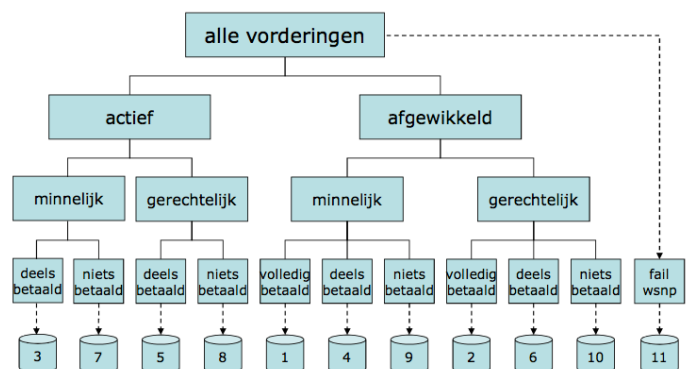 alle vorderingen
actief
afgewikkeld
minnelijk
gerechtelijk
minnelijk
gerechtelijk
deels
betaald
niets
betaald
deels
betaald
niets
betaald
volledig
betaald
deels
betaald
niets
betaald
volledig
betaald
deels
betaald
niets
betaald
fail
wsnp
3
7
5
8
1
4
9
2
6
10
11